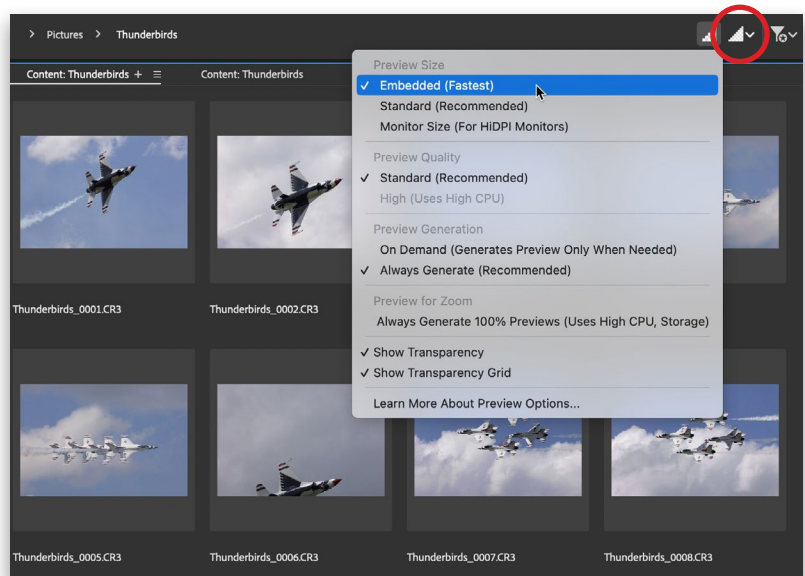 Pictures > Thunderbirds
Content: Thunderbirds
Content: Thunderbirds
Preview Size
✓ Embedded (Fastest)
Standard (Recommended)
Monitor Size (For HiDPI Monitors)
Preview Quality
✓ Standard (Recommended)
High (Uses High CPU)
Preview Generation
On Demand (Generates Preview Only When Needed)
✓ Always Generate (Recommended)
Preview for Zoom
Always Generate 100% Previews (Uses High CPU, Storage)
✓ Show Transparency
✓ Show Transparency Grid
Learn More About Preview Options...
Thunderbirds_0001.CR3
Thunderbirds_0002.CR3
Thunderbirds_0005.CR3
Thunderbirds_0006.CR3
Thunderbirds_0007.CR3
Thunderbirds_0008.CR3